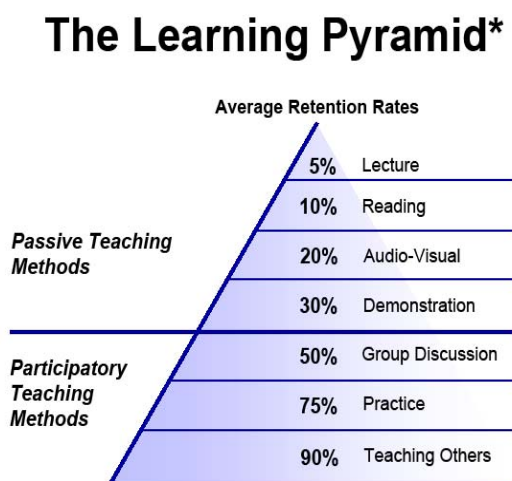 The Learning Pyramid*
Average Retention Rates
5% Lecture
10% Reading
20% Audio-Visual
30% Demonstration
Passive Teaching
Methods
50% Group Discussion
75% Practice
90% Teaching Others
Participatory
Teaching
Methods